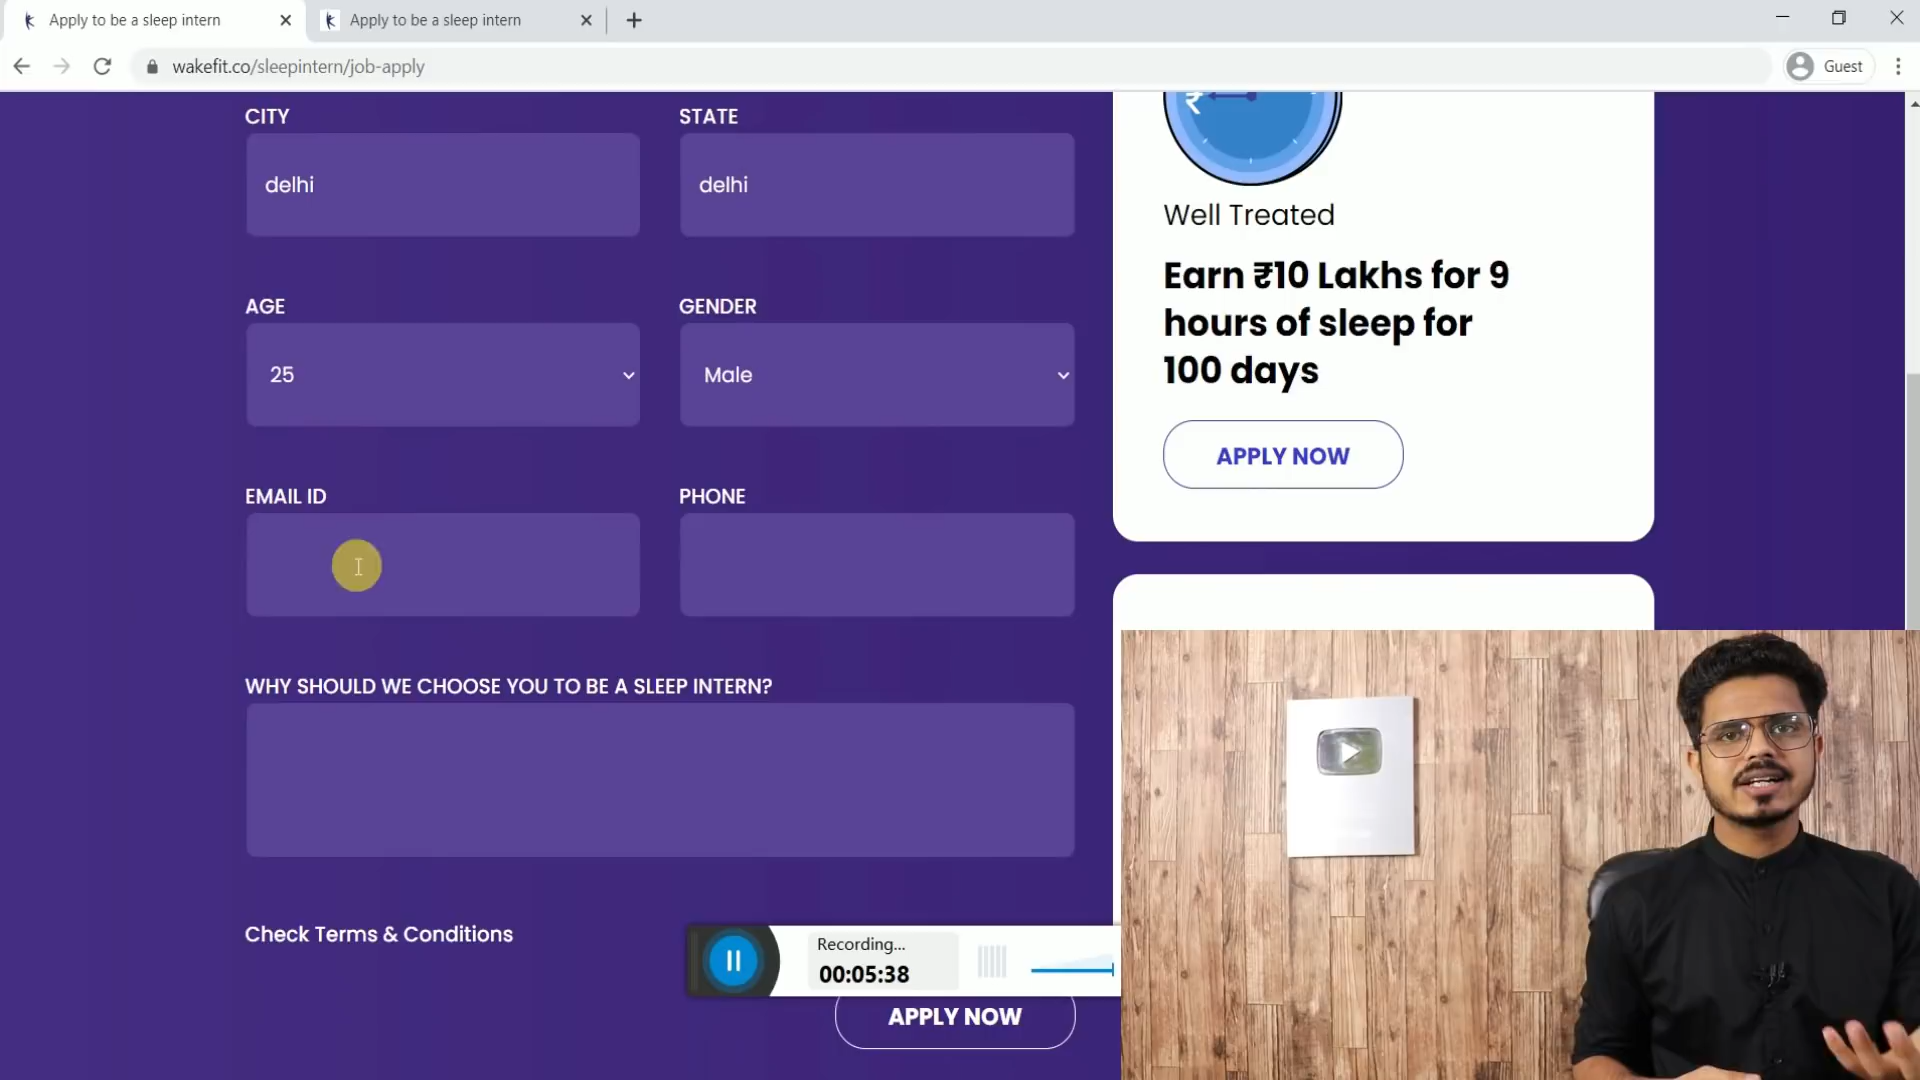 Apply to be a sleep intern
Apply to be a sleep intern
wakefit.co/sleepintern/job-apply
Guest
CITY
STATE
delhi
delhi
AGE
GENDER
25
Male
EMAIL ID
PHONE
WHY SHOULD WE CHOOSE YOU TO BE A SLEEP INTERN?
Check Terms & Conditions
Recording...
00:05:38
APPLY NOW
₹
Well Treated
Earn ₹10 Lakhs for 9
hours of sleep for
100 days
APPLY NOW